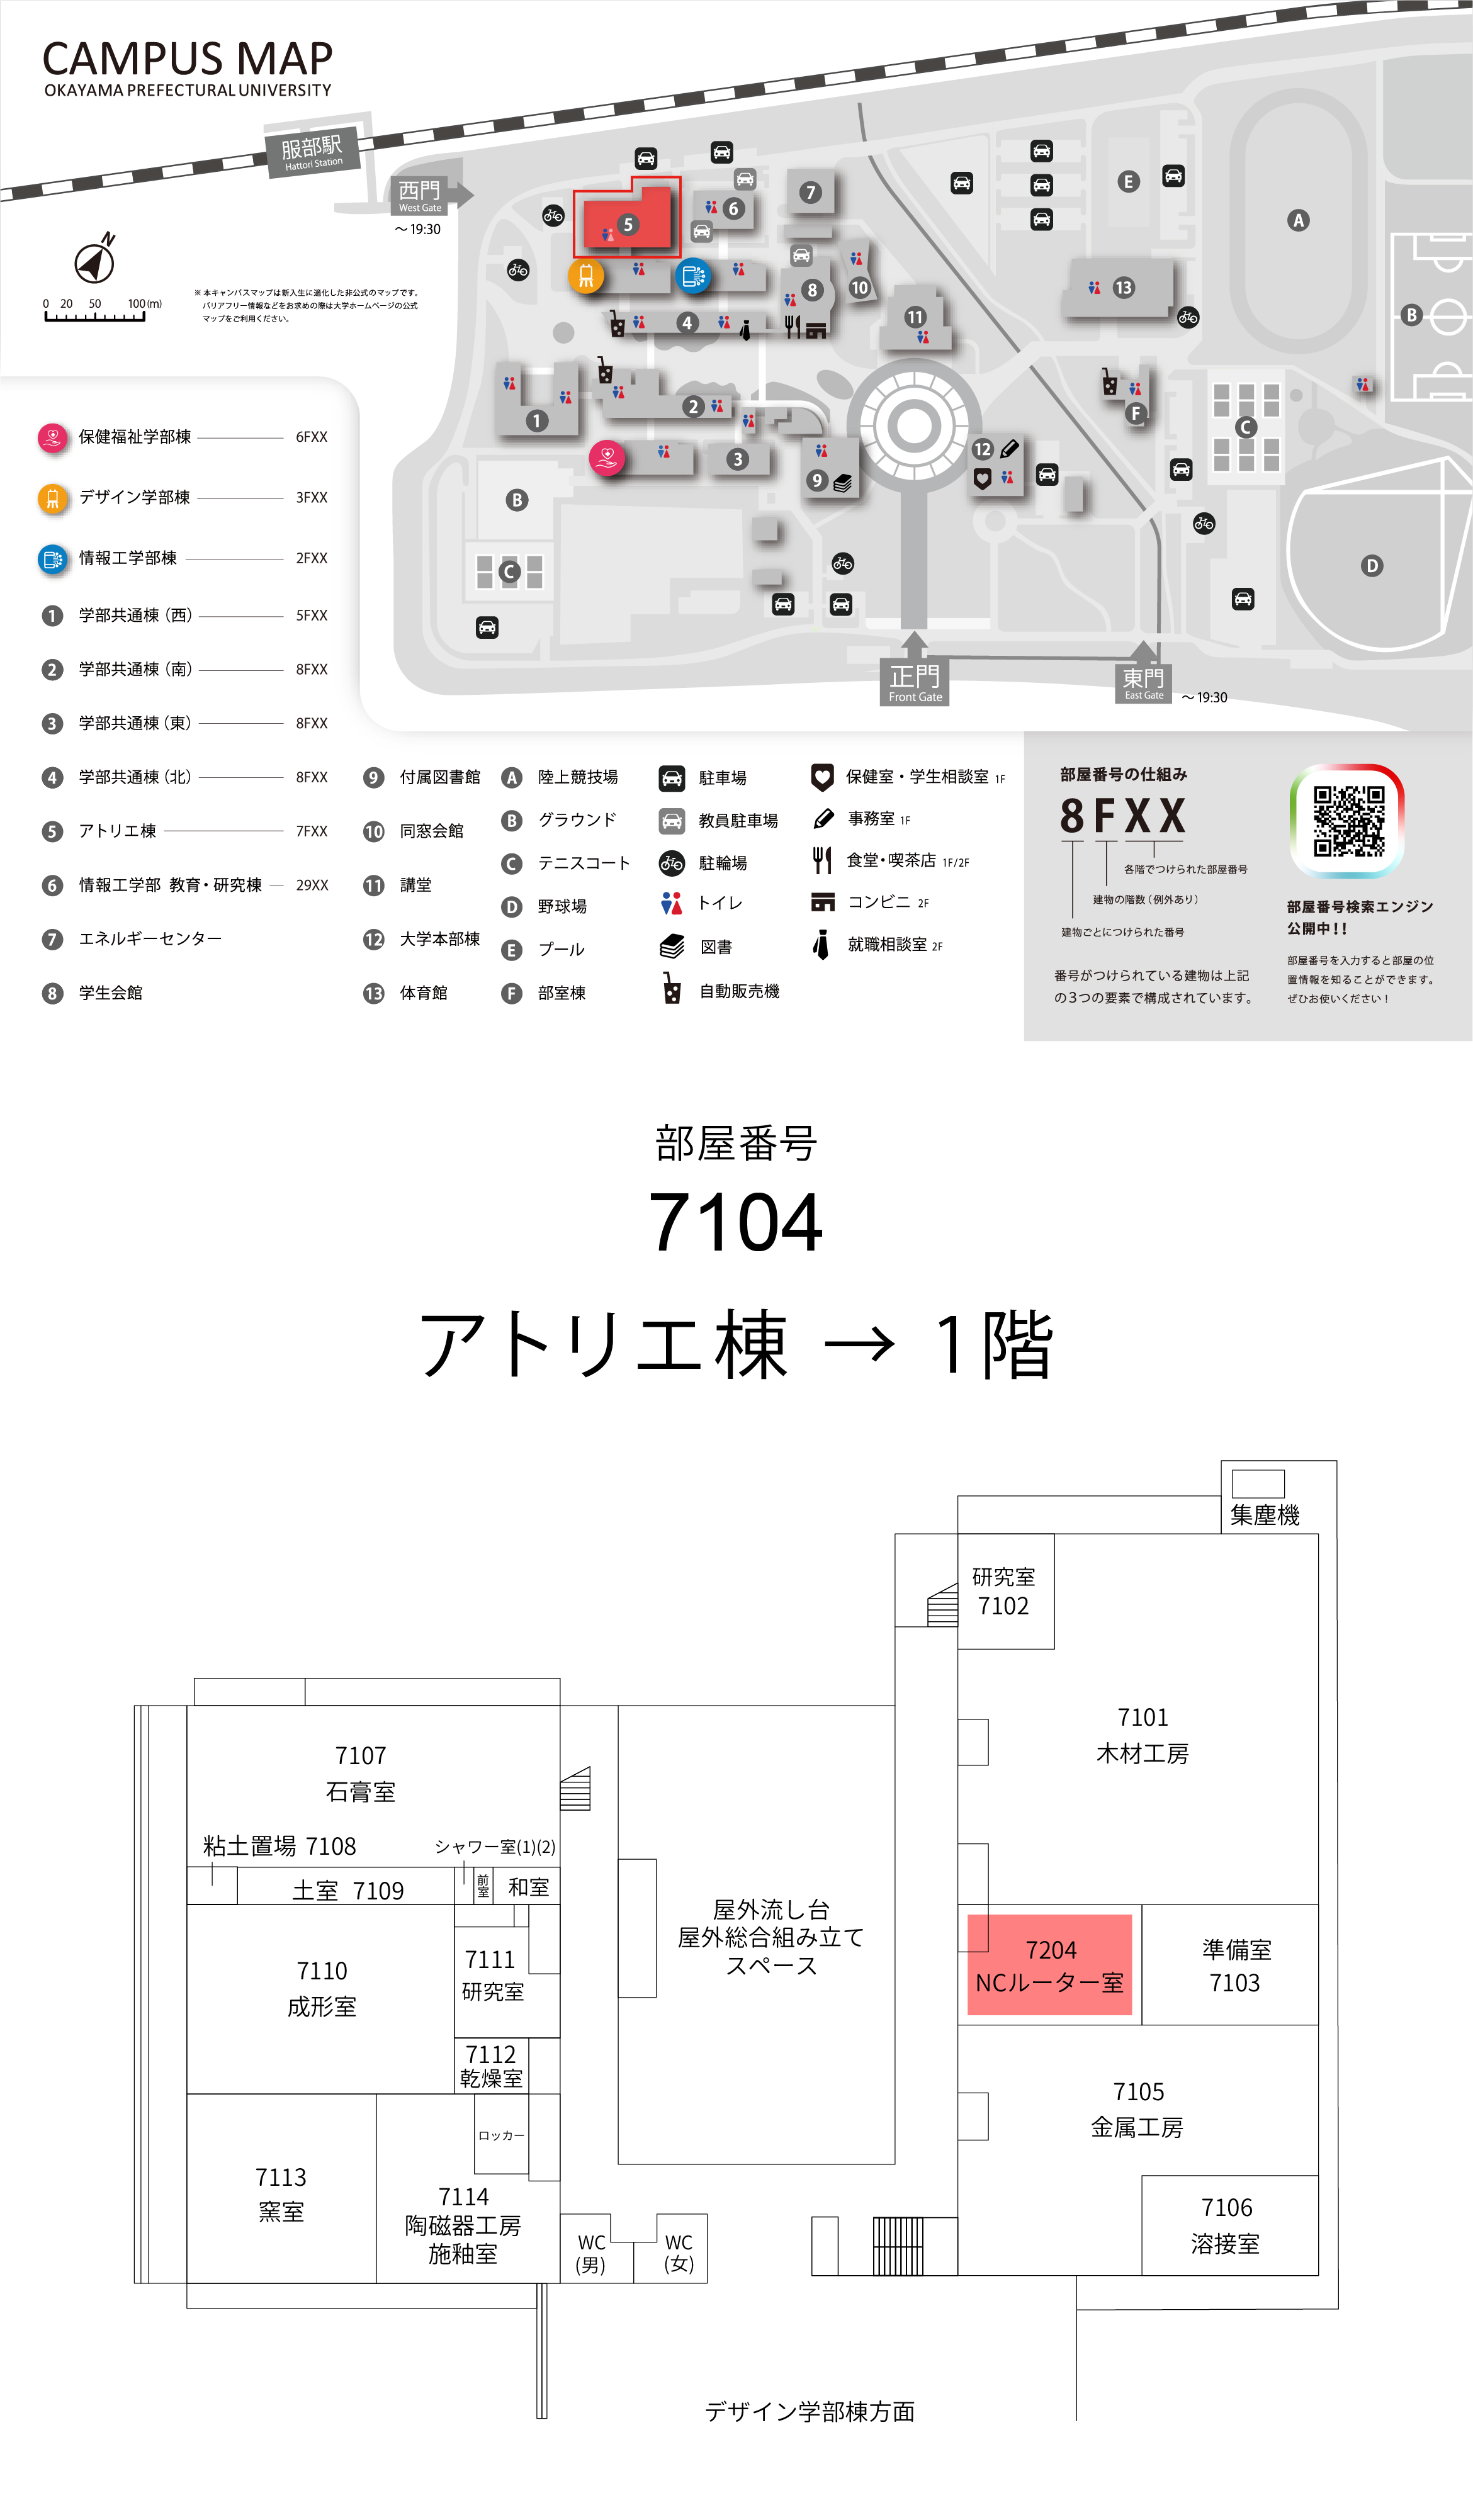 CAMPUS MAP
OKAYAMA PREFECTURAL UNIVERSITY
服部駅
Hattori Station
西門
West Gate
～19:30
N
0 20 50 100(m)
※本キャンパスマップは新入生に適化した非公式のマップです。
バリアフリー情報などをお求めの際は大学ホームページの公式
マップをご利用ください。
5
6
7
8
10
4
11
13
E
A
B
1
2
3
9
12
F
C
B
C
D
正門
Front Gate
東門
East Gate
～19:30
保健福祉学部棟 6FXX
デザイン学部棟 3FXX
情報工学部棟 2FXX
1 学部共通棟（西） 5FXX
2 学部共通棟（南） 8FXX
3 学部共通棟（東） 8FXX
4 学部共通棟（北） 8FXX
5 アトリエ棟 7FXX
6 情報工学部 教育・研究棟 29XX
7 エネルギーセンター
8 学生会館
9 付属図書館
10 同窓会館
11 講堂
12 大学本部棟
13 体育館
A 陸上競技場
B グラウンド
C テニスコート
D 野球場
E プール
F 部室棟
駐車場
教員駐車場
駐輪場
トイレ
図書
自動販売機
保健室・学生相談室 1F
事務室 1F
食堂・喫茶店 1F/2F
コンビニ 2F
就職相談室 2F
部屋番号の仕組み
8FXX
各階でつけられた部屋番号
建物の階数（例外あり）
建物ごとにつけられた番号
番号がつけられている建物は上記
の3つの要素で構成されています。
部屋番号検索エンジン
公開中！！
部屋番号を入力すると部屋の位
置情報を知ることができます。
ぜひお使いください！
部屋番号
7104
アトリエ棟 → 1階
集塵機
研究室
7102
7101
木材工房
7107
石膏室
粘土置場 7108
シャワー室(1)(2)
土室 7109
前室
和室
屋外流し台
屋外総合組み立て
スペース
7110
成形室
7111
研究室
7204
NCルーター室
準備室
7103
7112
乾燥室
7105
金属工房
ロッカー
7113
窯室
7114
陶磁器工房
施釉室
7106
溶接室
WC
(男)
WC
(女)
デザイン学部棟方面